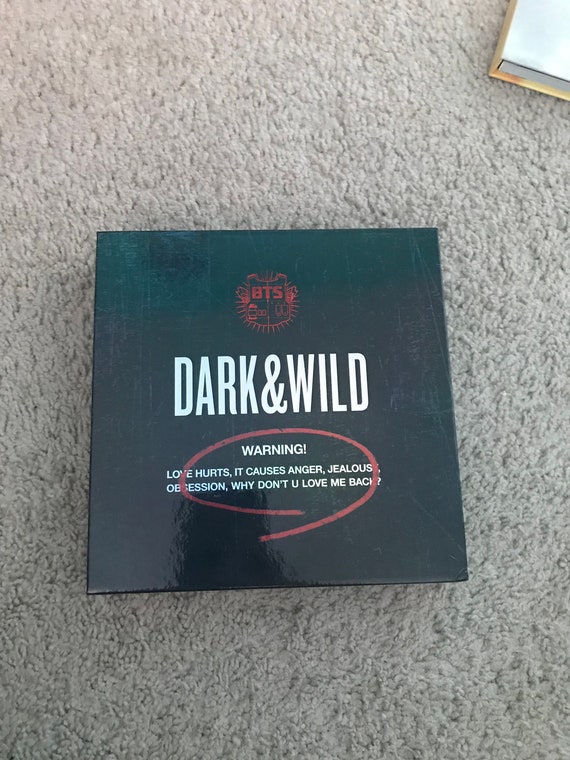 BTS
DARK&WILD
WARNING!
LOVE HURTS, IT CAUSES ANGER, JEALOUSY,
OBSESSION, WHY DON'T U LOVE ME BACK?